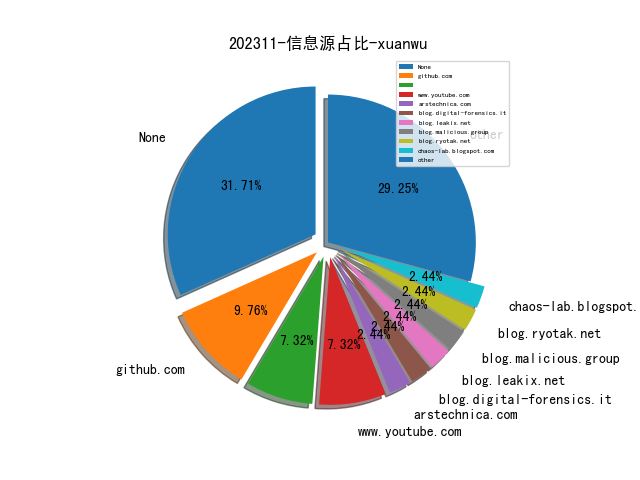 202311-信息源占比-xuanwu
None
github.com
www.youtube.com
arstechnica.com
blog.digital-forensics.it
blog.leakix.net
blog.malicious.group
blog.ryotak.net
chaos-lab.blogspot.com
other
other
None
31.71%
29.25%
9.76%
7.32%
7.32%
2.44%
2.44%
2.44%
2.44%
2.44%
2.44%
chaos-lab.blogspot.
blog.ryotak.net
blog.malicious.group
blog.leakix.net
blog.digital-forensics.it
arstechnica.com
www.youtube.com
github.com